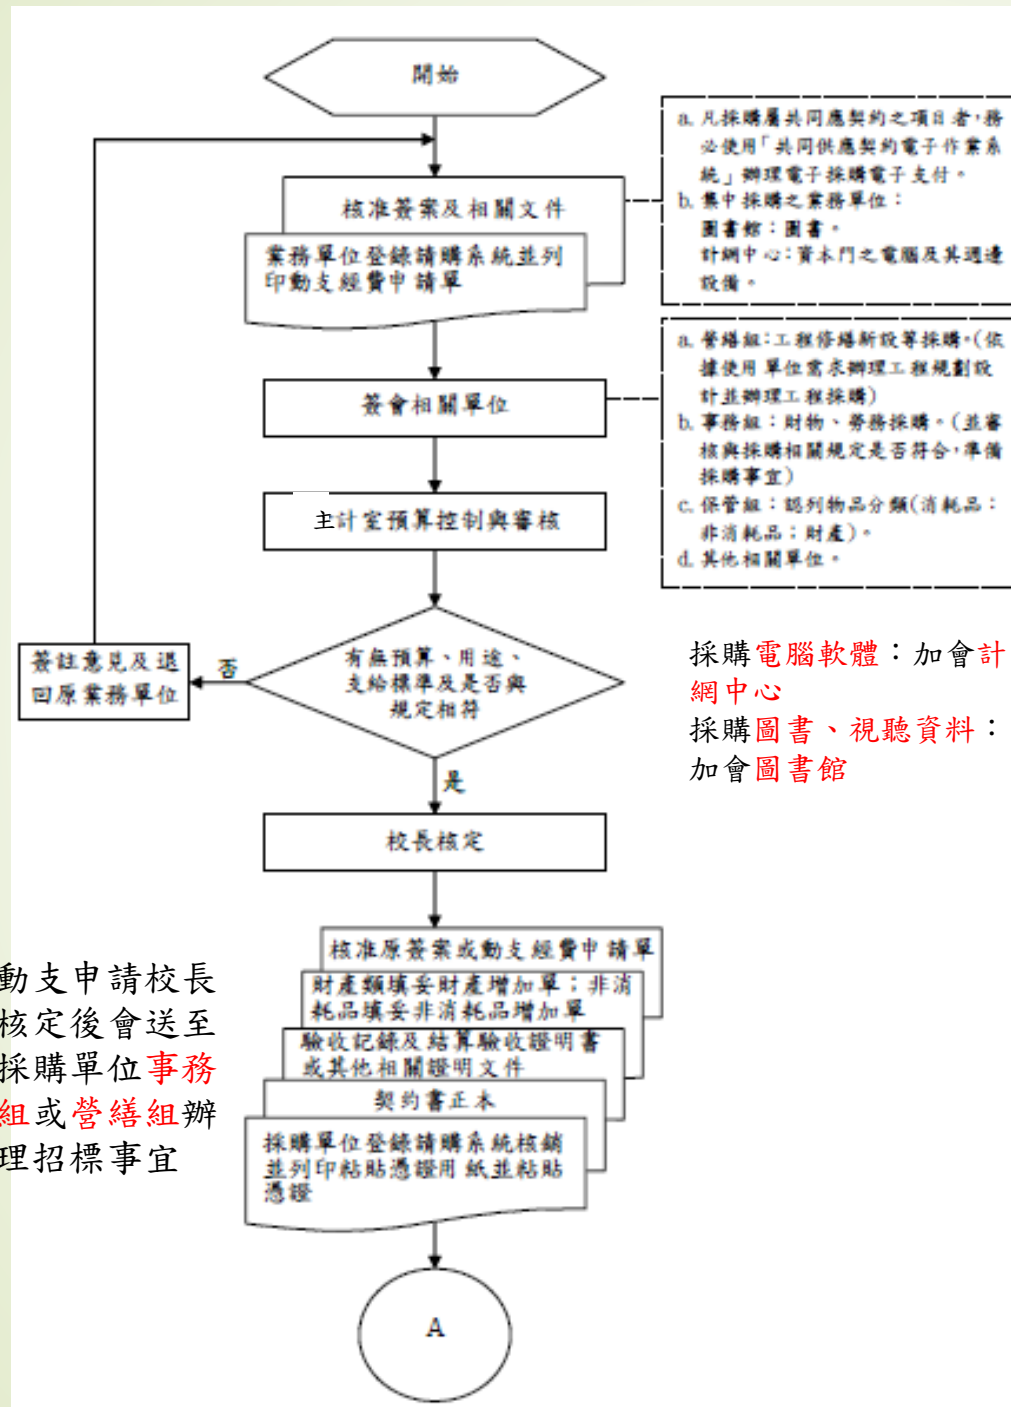 開始
a. 凡採購屬共同應契約之項目者，務
必使用「共同供應契約電子作業系
統」辦理電子採購電子支付。
b. 集中採購之業務單位：
圖書館：圖書。
計網中心：資本門之電腦及其週邊
設備。
核准簽案及相關文件
業務單位登錄請購系統並列
印動支經費申請單
a. 營繕組：工程修繕新設等採購。(依
據使用單位需求辦理工程規劃設
計並辦理工程採購)
b. 事務組：財物、勞務採購。(並審
核與採購相關規定是否符合，準備
採購事宜)
c. 保管組：認列物品分類(消耗品：
非消耗品；財產)。
d. 其他相關單位。
簽會相關單位
主計室預算控制與審核
有無預算、用途、
支給標準及是否與
規定相符
否
簽註意見及退
回原業務單位
採購電腦軟體：加會計
網中心
採購圖書、視聽資料：
加會圖書館
是
校長核定
動支申請校長
核定後會送至
採購單位事務
組或營繕組辦
理招標事宜
核准原簽案或動支經費申請單
財產類填妥財產增加單；非消
耗品填妥非消耗品增加單
驗收記錄及結算驗收證明書
或其他相關證明文件
契約書正本
採購單位登錄請購系統核銷
並列印粘貼憑證用紙並粘貼
憑證
A